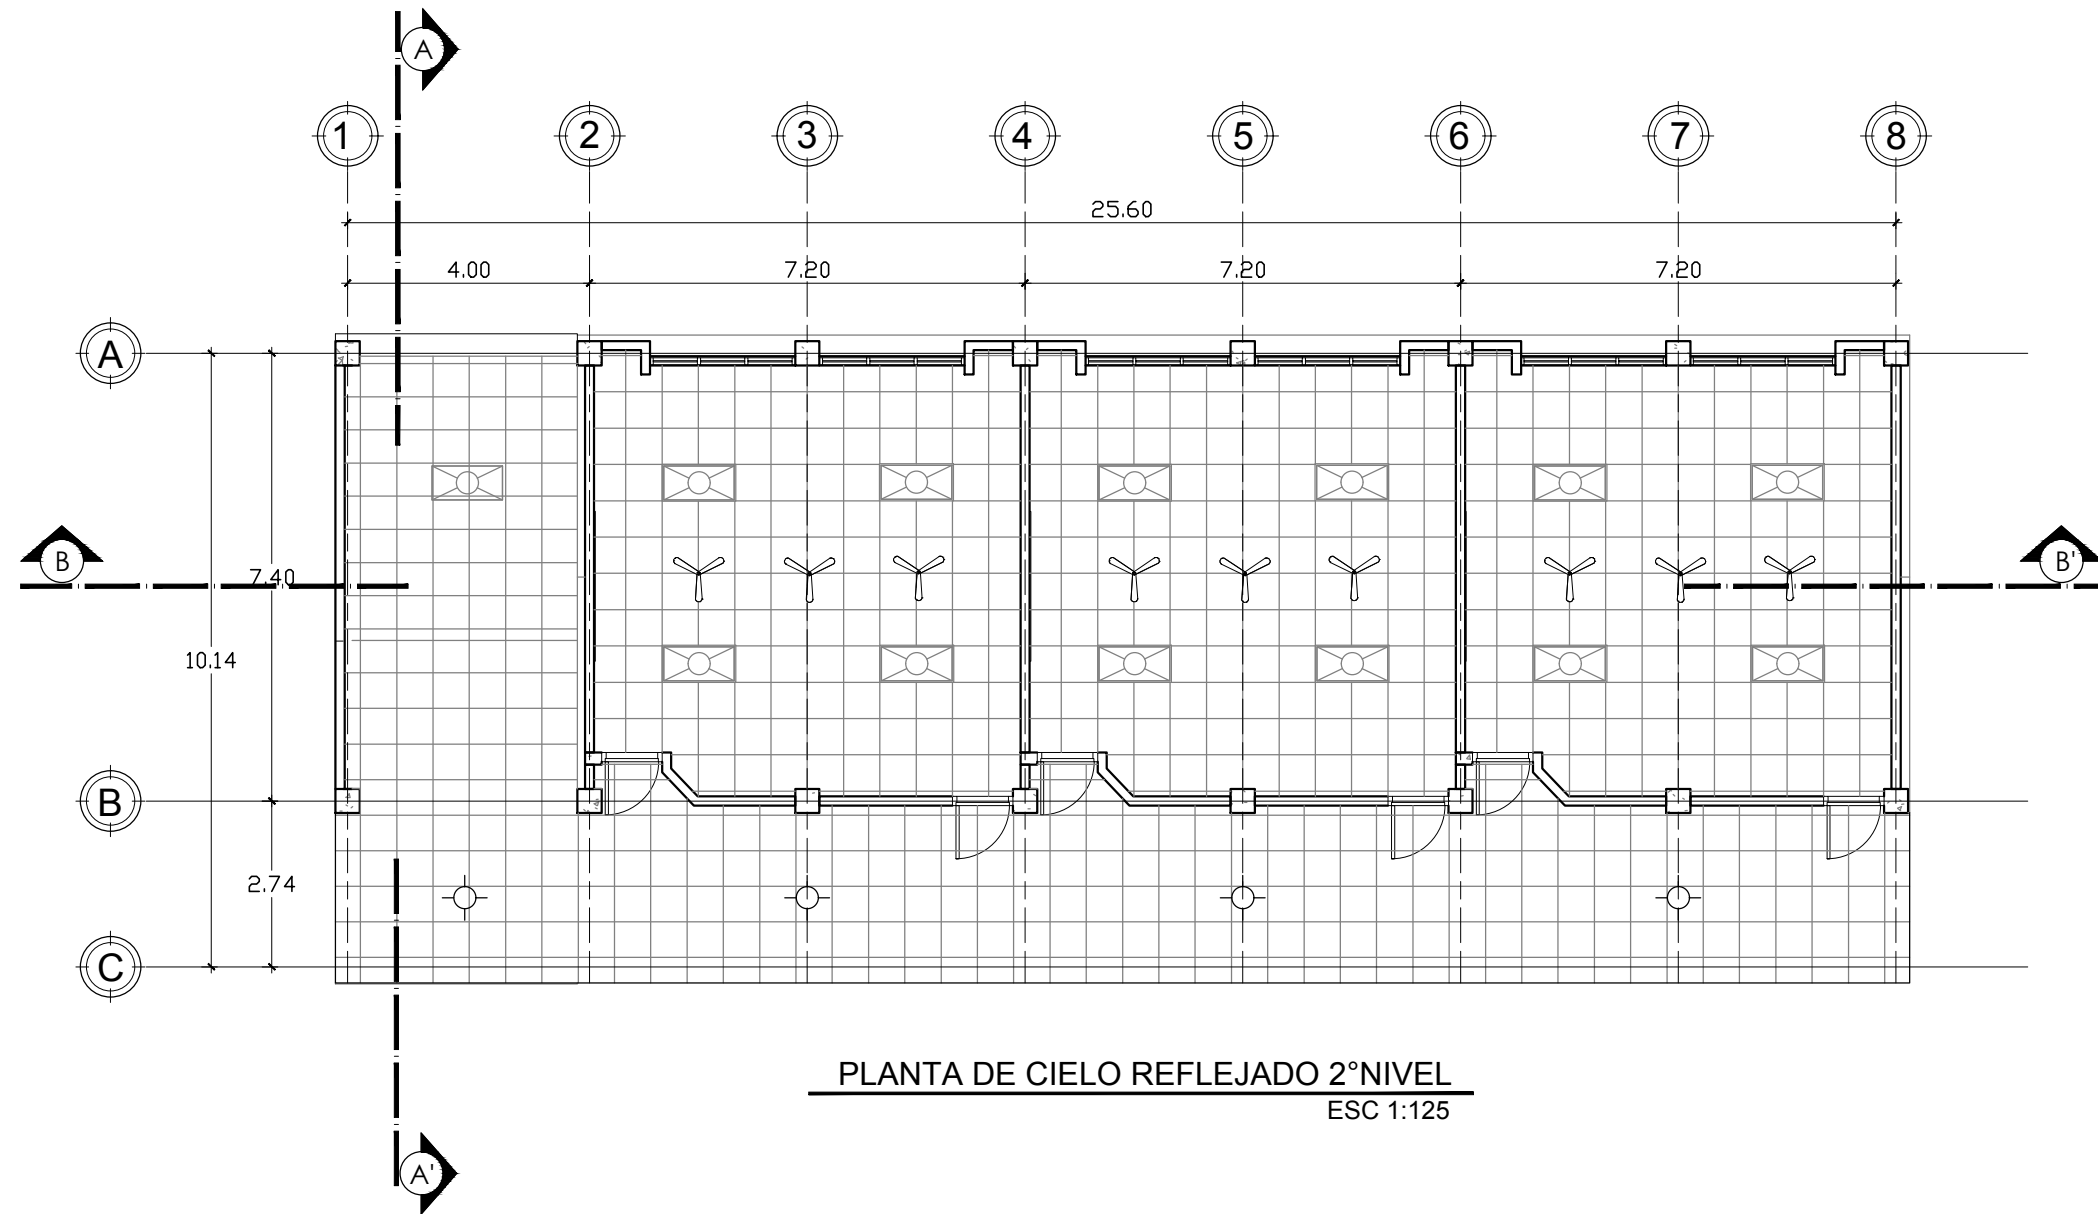 A
1 2 3 4 5 6 7 8
25.60
4.00 7.20 7.20 7.20
A
B B'
7.40
10.14
B
2.74
C
PLANTA DE CIELO REFLEJADO 2°NIVEL
ESC 1:125
A'